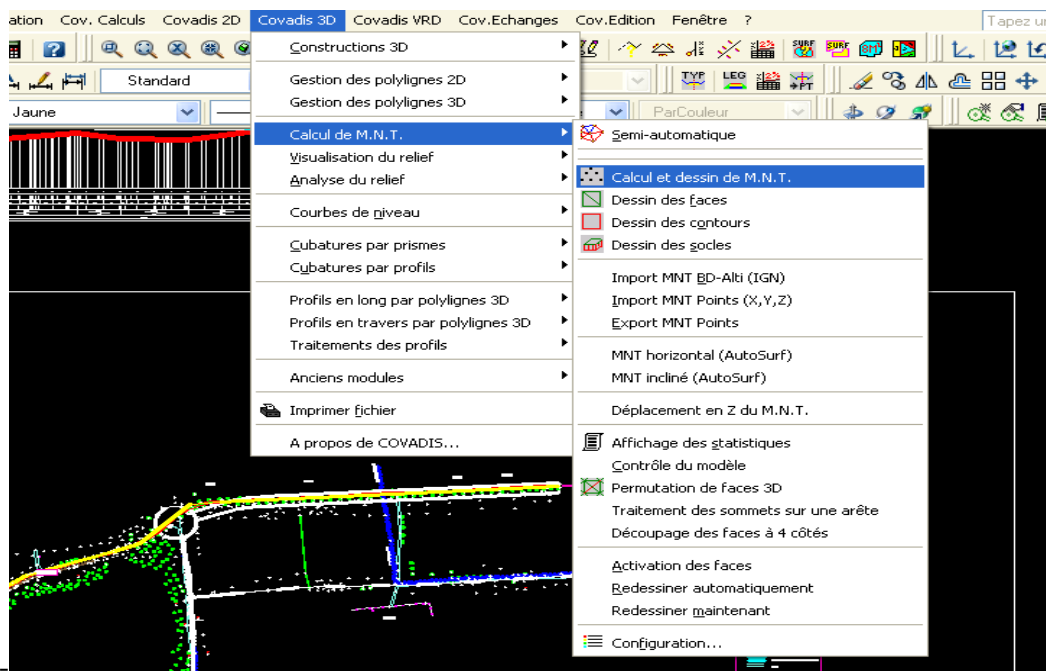 ation Cov. Calculs Covadis 2D Covadis 3D Covadis VRD Cov.Echanges Cov.Edition Fenêtre ?
Tapez un
SURF SURF
Standard
TYP LEG +PT
Jaune
ParCouleur
Constructions 3D
Gestion des polylignes 2D
Gestion des polylignes 3D
Calcul de M.N.T.
Visualisation du relief
Analyse du relief
Courbes de niveau
Cubatures par prismes
Cubatures par profils
Profils en long par polylignes 3D
Profils en travers par polylignes 3D
Traitements des profils
Anciens modules
Imprimer fichier
A propos de COVADIS...
Semi-automatique
Calcul et dessin de M.N.T.
Dessin des faces
Dessin des contours
Dessin des socles
Import MNT BD-Alti (IGN)
Import MNT Points (X,Y,Z)
Export MNT Points
MNT horizontal (AutoSurf)
MNT incliné (AutoSurf)
Déplacement en Z du M.N.T.
Affichage des statistiques
Contrôle du modèle
Permutation de faces 3D
Traitement des sommets sur une arête
Découpage des faces à 4 côtés
Activation des faces
Redessiner automatiquement
Redessiner maintenant
Configuration...